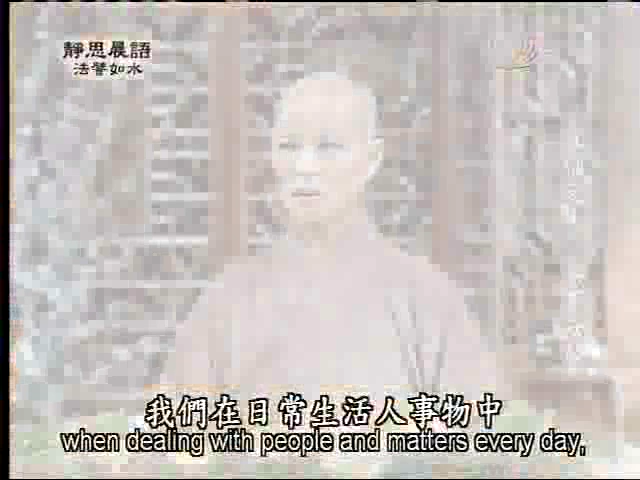 靜思晨語
法譬如水
我們在日常生活人事物中
when dealing with people and matters every day,